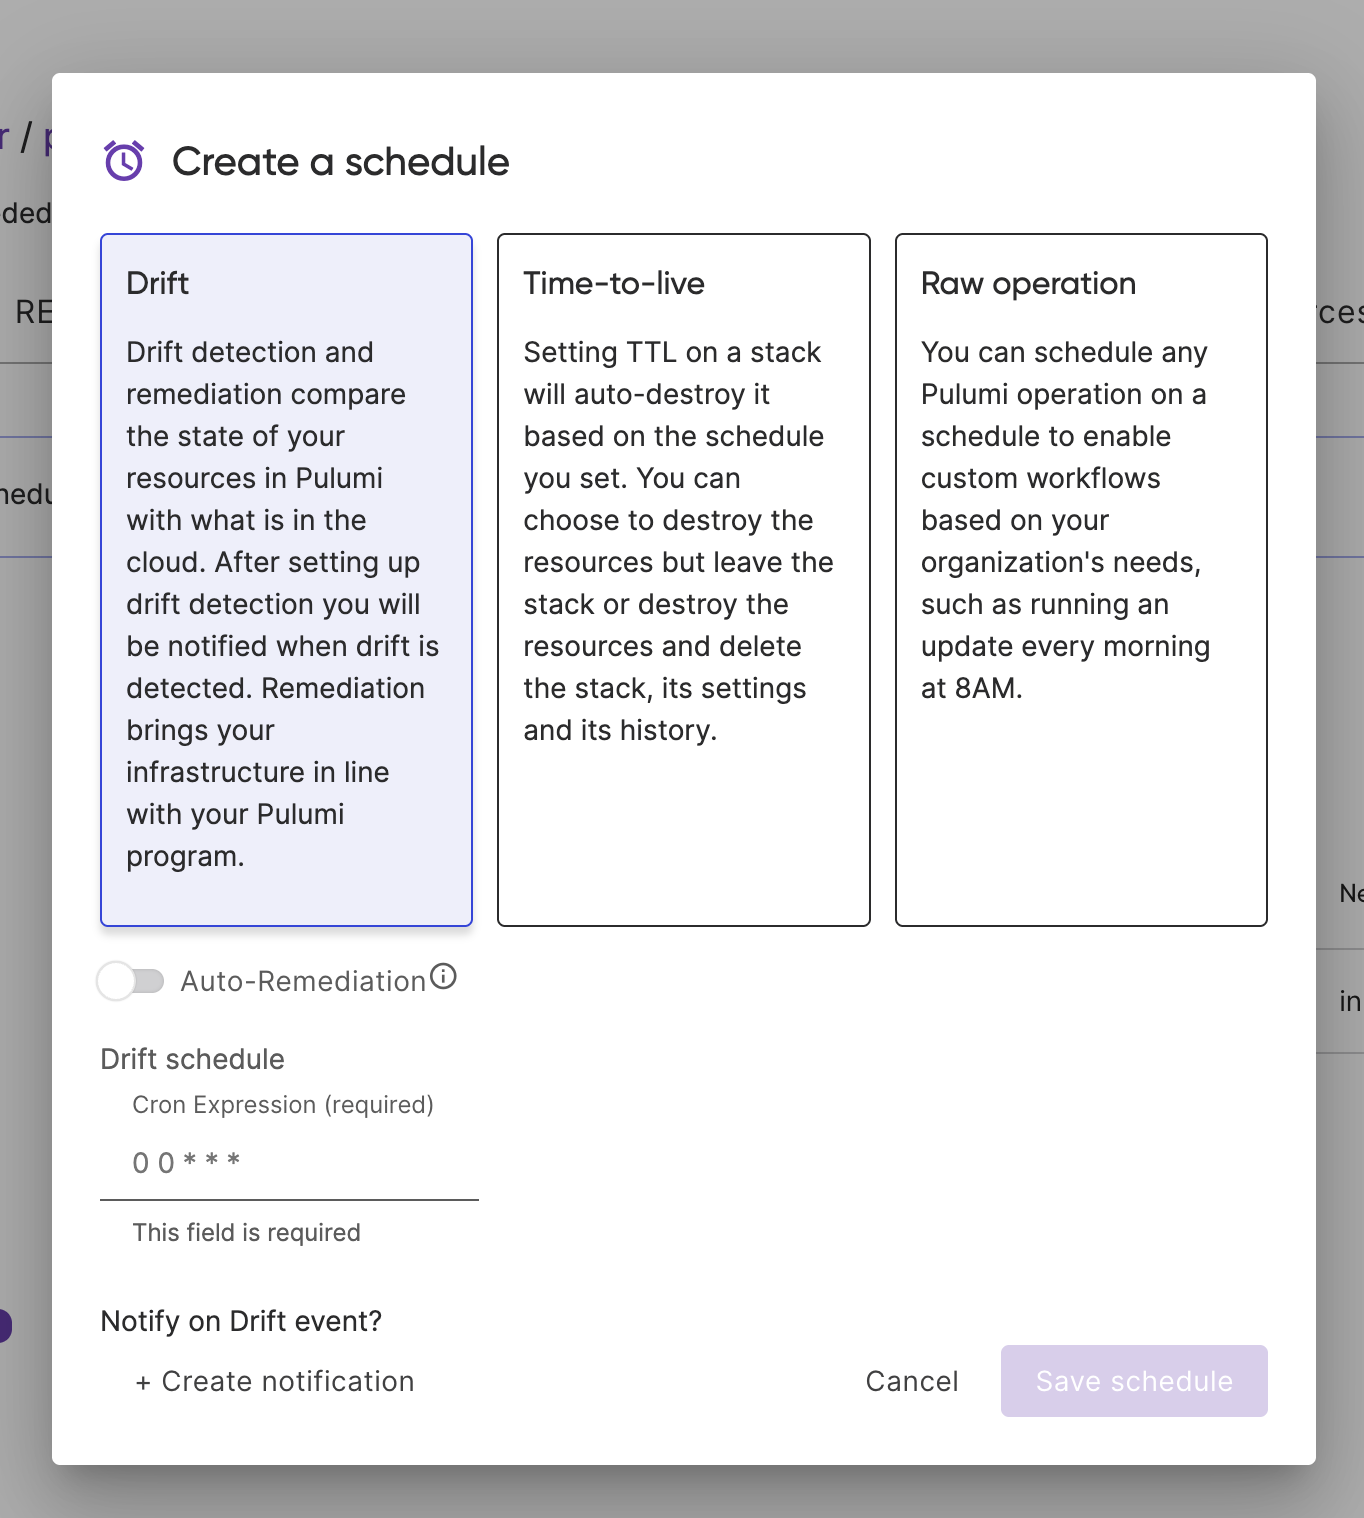 r / p
ded
RE
rces
hedu
Ne
in
Create a schedule
Drift
Drift detection and
remediation compare
the state of your
resources in Pulumi
with what is in the
cloud. After setting up
drift detection you will
be notified when drift is
detected. Remediation
brings your
infrastructure in line
with your Pulumi
program.
Time-to-live
Setting TTL on a stack
will auto-destroy it
based on the schedule
you set. You can
choose to destroy the
resources but leave the
stack or destroy the
resources and delete
the stack, its settings
and its history.
Raw operation
You can schedule any
Pulumi operation on a
schedule to enable
custom workflows
based on your
organization's needs,
such as running an
update every morning
at 8AM.
Auto-Remediation
Drift schedule
Cron Expression (required)
0 0 * * *
This field is required
Notify on Drift event?
+ Create notification
Cancel
Save schedule